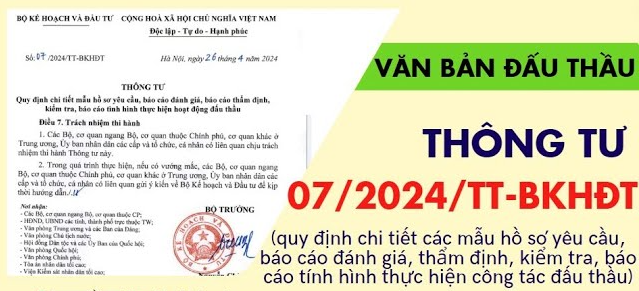 BỘ KẾ HOẠCH VÀ ĐẦU TƯ
CỘNG HOÀ XÃ HỘI CHỦ NGHĨA VIỆT NAM
Độc lập - Tự do - Hạnh phúc
Số: 07 /2024/TT-BKHĐT
Hà Nội, ngày 26 tháng 4 năm 2024
THÔNG TƯ
Quy định chi tiết mẫu hồ sơ yêu cầu, báo cáo đánh giá, báo cáo thẩm định,
kiểm tra, báo cáo tình hình thực hiện hoạt động đấu thầu
Điều 7. Trách nhiệm thi hành
1. Các Bộ, cơ quan ngang Bộ, cơ quan thuộc Chính phủ, cơ quan khác ở
Trung ương, Ủy ban nhân dân các cấp và tổ chức, cá nhân có liên quan chịu trách
nhiệm thi hành Thông tư này.
2. Trong quá trình thực hiện, nếu có vướng mắc, các Bộ, cơ quan ngang
Bộ, cơ quan thuộc Chính phủ, cơ quan khác ở Trung ương, Ủy ban nhân dân các
cấp và tổ chức, cá nhân có liên quan gửi ý kiến về Bộ Kế hoạch và Đầu tư để kịp
thời hướng dẫn./.
Nơi nhận:
- Các Bộ, cơ quan ngang Bộ, cơ quan thuộc CP;
- HĐND, UBND các tỉnh, thành phố trực thuộc TW;
- Văn phòng Trung ương và các Ban của Đảng;
- Văn phòng Chủ tịch nước;
- Hội đồng Dân tộc và các Ủy ban của Quốc hội;
- Văn phòng Quốc hội;
- Văn phòng Chính phủ;
- Tòa án nhân dân tối cao;
- Viện Kiểm sát nhân dân tối cao;
BỘ TRƯỞNG
VĂN BẢN ĐẤU THẦU
THÔNG TƯ
07/2024/TT-BKHĐT
(quy định chi tiết các mẫu hồ sơ yêu cầu,
báo cáo đánh giá, thẩm định, kiểm tra, báo
cáo tính hình thực hiện công tác đấu thầu)